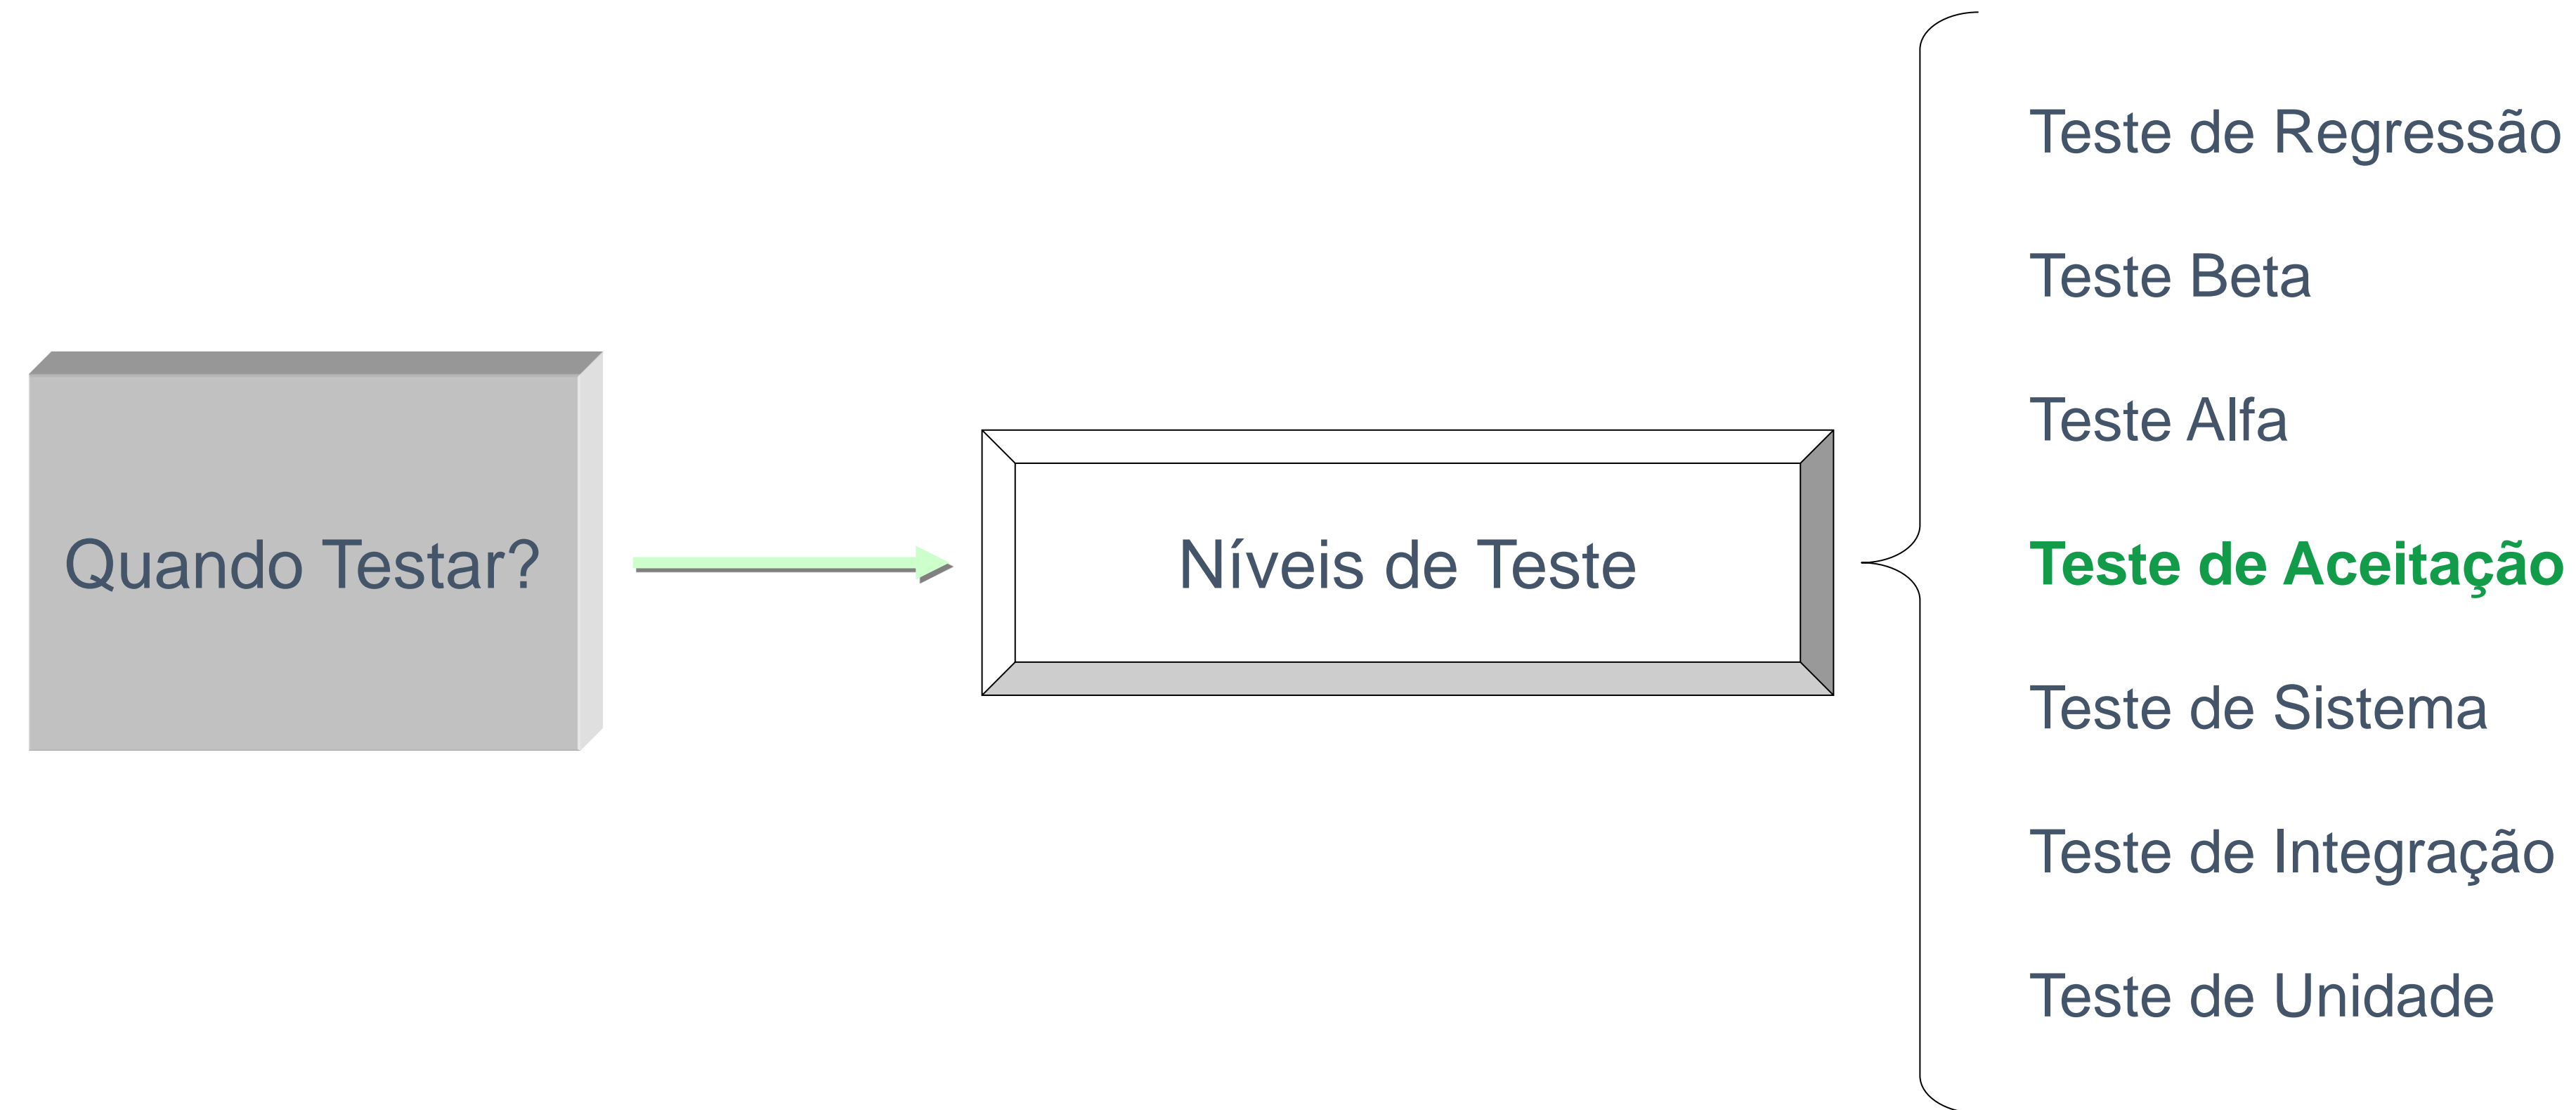 Quando Testar?
Níveis de Teste
Teste de Regressão
Teste Beta
Teste Alfa
Teste de Aceitação
Teste de Sistema
Teste de Integração
Teste de Unidade